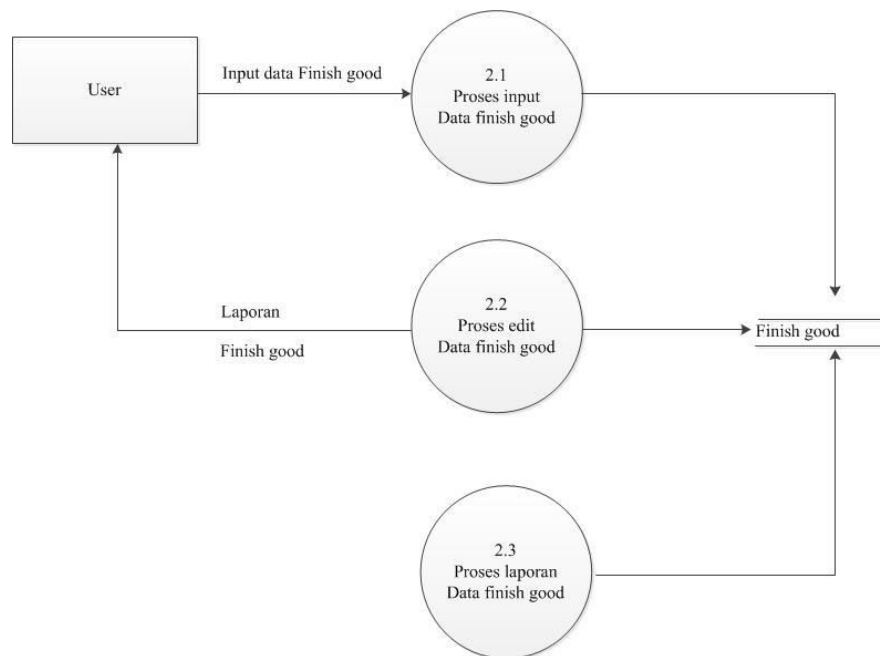 User
Input data Finish good
2.1
Proses input
Data finish good
Laporan
Finish good
2.2
Proses edit
Data finish good
Finish good
2.3
Proses laporan
Data finish good